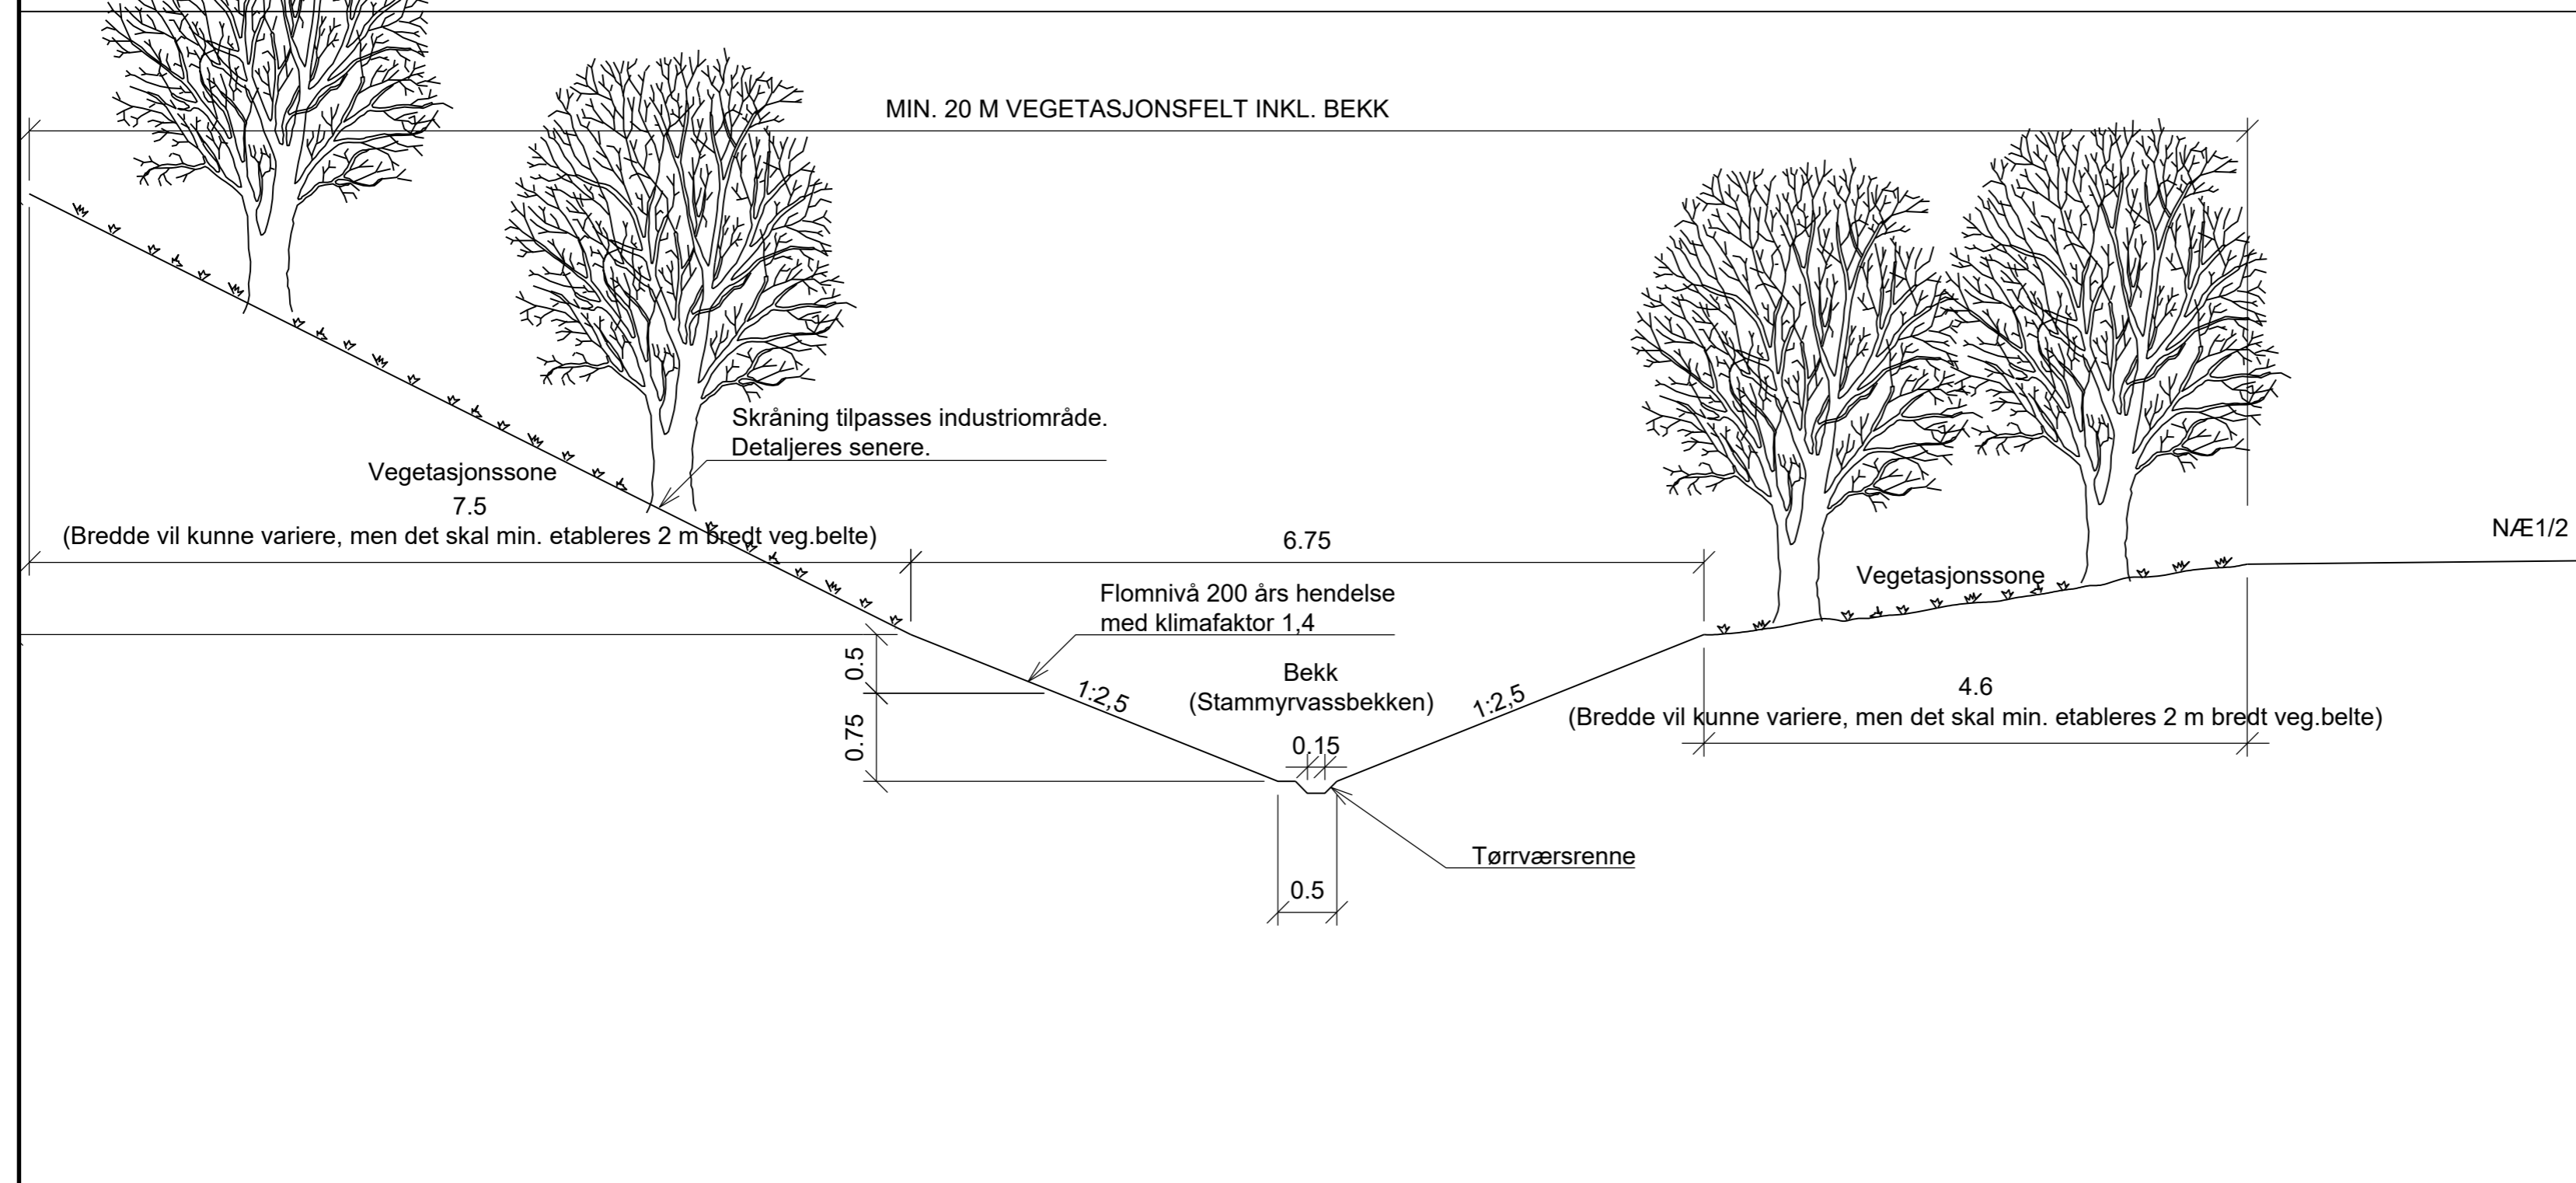 MIN. 20 M VEGETASJONSFELT INKL. BEKK
Skråning tilpasses industriområde.
Detaljeres senere.
Vegetasjonssone
7.5
(Bredde vil kunne variere, men det skal min. etableres 2 m bredt veg.belte)
6.75
NÆ1/2
Flomnivå 200 års hendelse
med klimafaktor 1,4
Vegetasjonssone
0.5
0.75
1:2,5
Bekk
(Stammyrvassbekken)
1:2,5
4.6
(Bredde vil kunne variere, men det skal min. etableres 2 m bredt veg.belte)
0.15
Tørrværsrenne
0.5